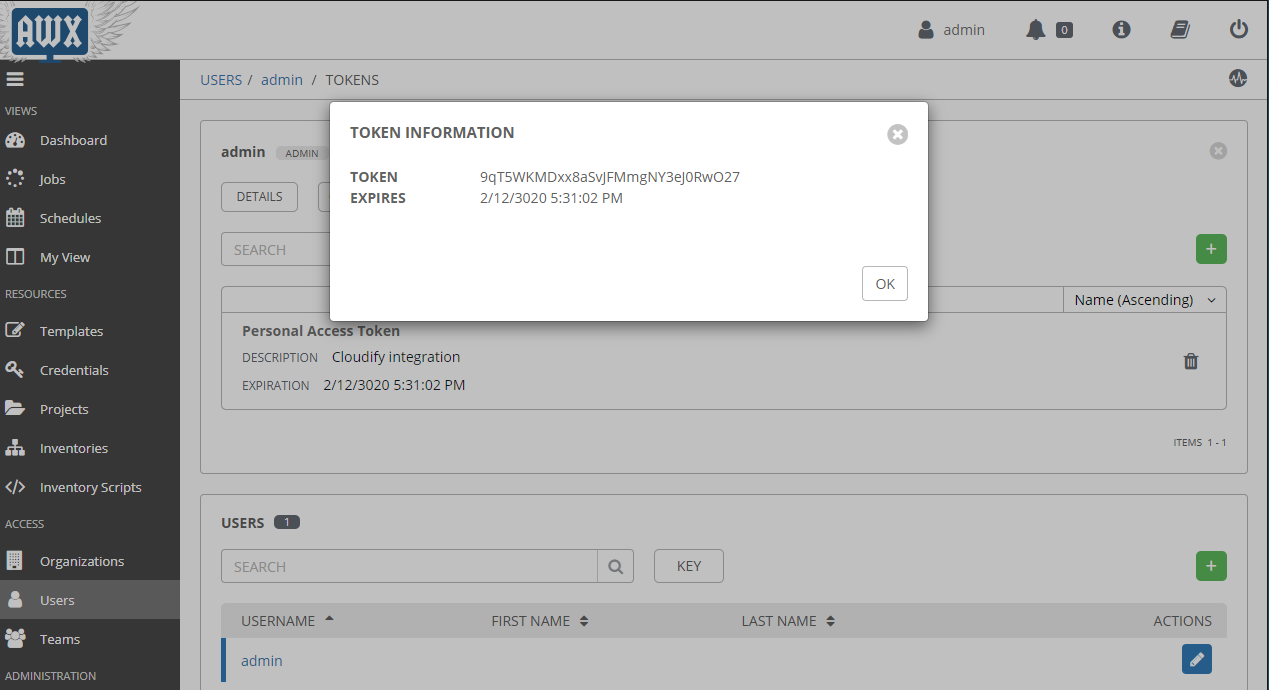 AWX
admin
0
USERS / admin / TOKENS
VIEWS
Dashboard
Jobs
Schedules
My View
RESOURCES
Templates
Credentials
Projects
Inventories
Inventory Scripts
ACCESS
Organizations
Users
Teams
ADMINISTRATION
TOKEN INFORMATION
TOKEN 9qT5WKMDxx8aSvJFMmgNY3eJ0RwO27
EXPIRES 2/12/3020 5:31:02 PM
OK
admin ADMIN
DETAILS
SEARCH
+
Name (Ascending)
Personal Access Token
DESCRIPTION Cloudify integration
EXPIRATION 2/12/3020 5:31:02 PM
ITEMS 1 - 1
USERS 1
SEARCH
KEY
+
USERNAME FIRST NAME LAST NAME ACTIONS
admin